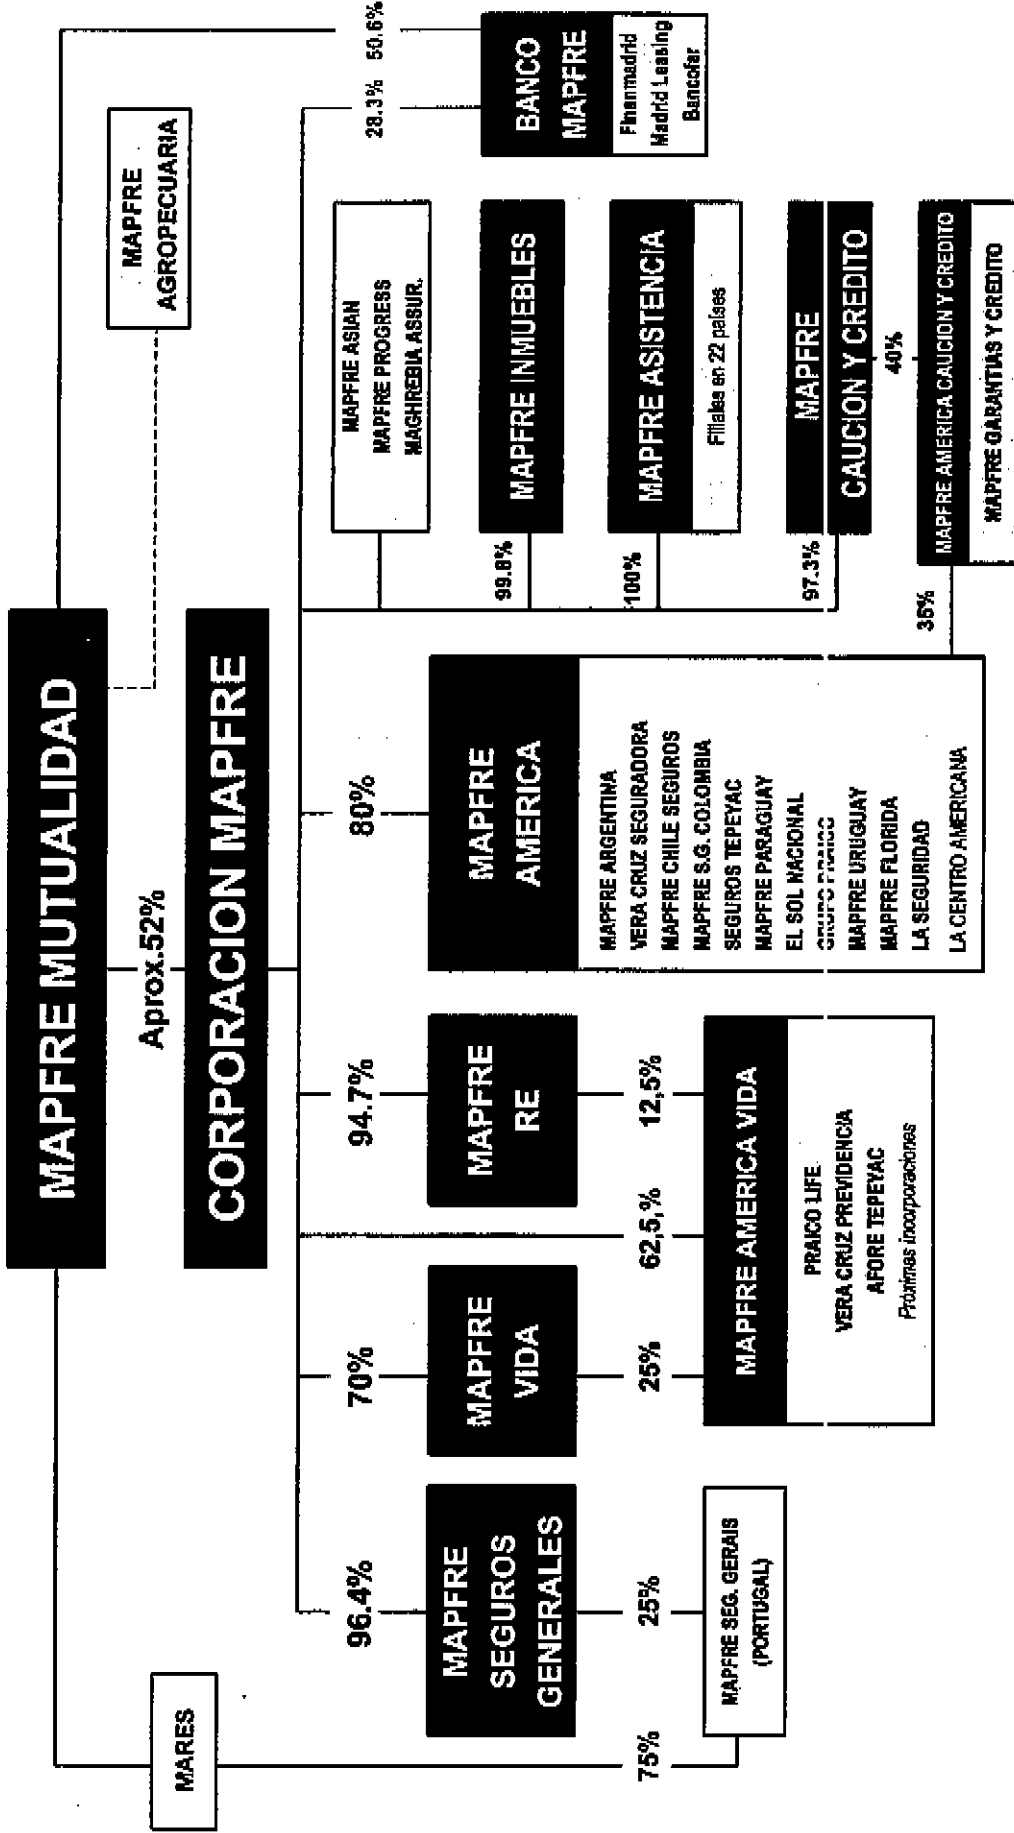 MAPFRE MUTUALIDAD
MARES
MAPFRE
AGROPECUARIA
Aprox.52%
CORPORACION MAPFRE
96.4%
70%
94.7%
80%
28.3%
50.6%
MAPFRE
SEGUROS
GENERALES
25%
75%
MAPFRE SEG. GERAIS
(PORTUGAL)
MAPFRE
VIDA
25%
62,5,%
MAPFRE
RE
12,5%
MAPFRE AMERICA VIDA
PRAICO LIFE
VERA CRUZ PREVIDENCIA
AFORE TEPEYAC
Próximas incorporaciones
MAPFRE
AMERICA
MAPFRE ARGENTINA
VERA CRUZ SEGURADORA
MAPFRE CHILE SEGUROS
MAPFRE S.G. COLOMBIA
SEGUROS TEPEYAC
MAPFRE PARAGUAY
EL SOL NACIONAL
GRUPO PRAICO
MAPFRE URUGUAY
MAPFRE FLORIDA
LA SEGURIDAD
LA CENTRO AMERICANA
MAPFRE ASIAN
MAPFRE PROGRESS
MAGHREBIA ASSUR.
99.8%
MAPFRE INMUEBLES
100%
MAPFRE ASISTENCIA
Filiales en 22 países
97.3%
MAPFRE
CAUCION Y CREDITO
40%
MAPFRE AMERICA CAUCION Y CREDITO
MAPFRE GARANTIAS Y CREDITO
BANCO
MAPFRE
Finanmadrid
Madrid Leasing
Bancofar